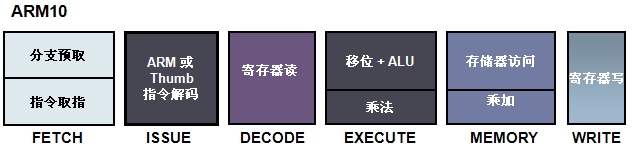 ARM10
分支预取
指令取指
ARM 或
Thumb
指令解码
寄存器读
移位 + ALU
乘法
存储器访问
乘加
寄存器写
FETCH
ISSUE
DECODE
EXECUTE
MEMORY
WRITE